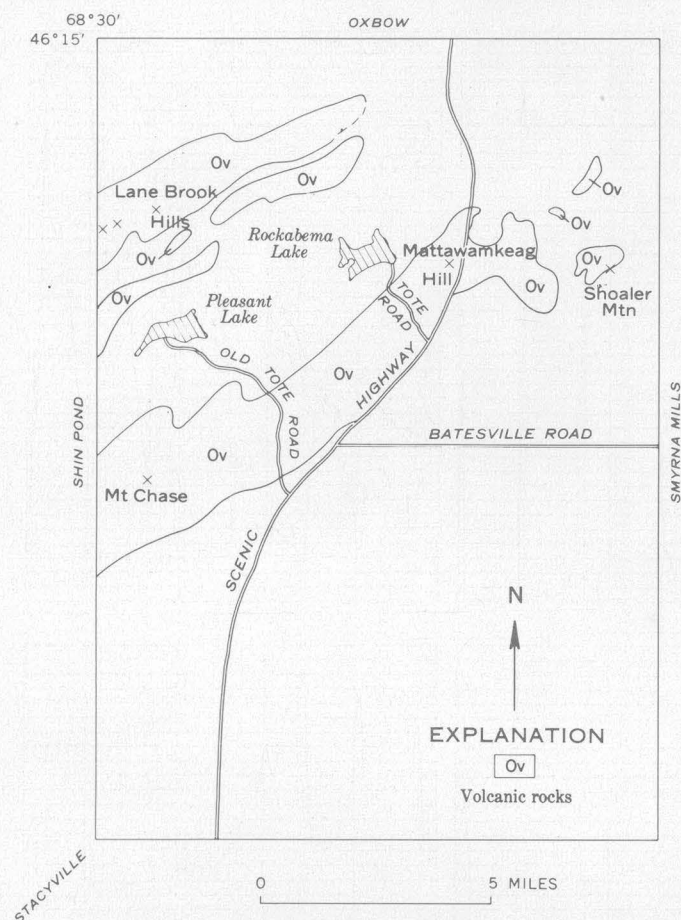 68°30'
OXBOW
46°15'
Ov
Ov
Ov
Lane Brook
Hills
Rockabema
Lake
Mattawamkeag
Hill
Ov
Ov
Ov
Ov
Shoaler
Mtn
Ov
Ov
Pleasant
Lake
TOTE
ROAD
OLD TOTE ROAD
Ov
SCENIC HIGHWAY
BATESVILLE ROAD
SHIN POND
SMYRNA MILLS
Ov
Mt Chase
N
EXPLANATION
Ov
Volcanic rocks
STACYVILLE
0 5 MILES